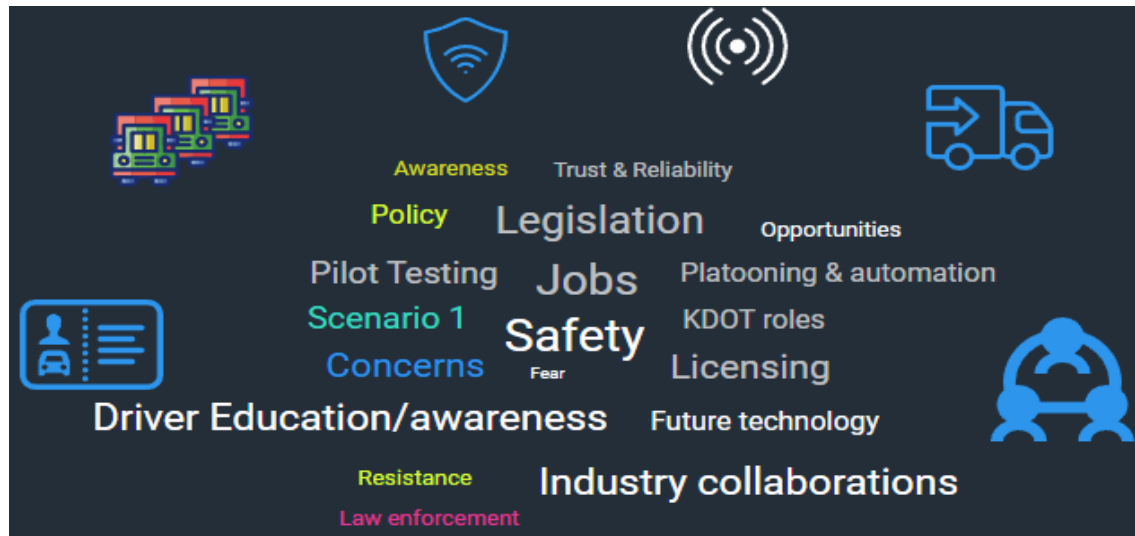 Awareness Trust & Reliability
Policy Legislation Opportunities
Pilot Testing Jobs Platooning & automation
Scenario 1 Safety KDOT roles
Concerns Fear Licensing
Driver Education/awareness Future technology
Resistance Industry collaborations
Law enforcement